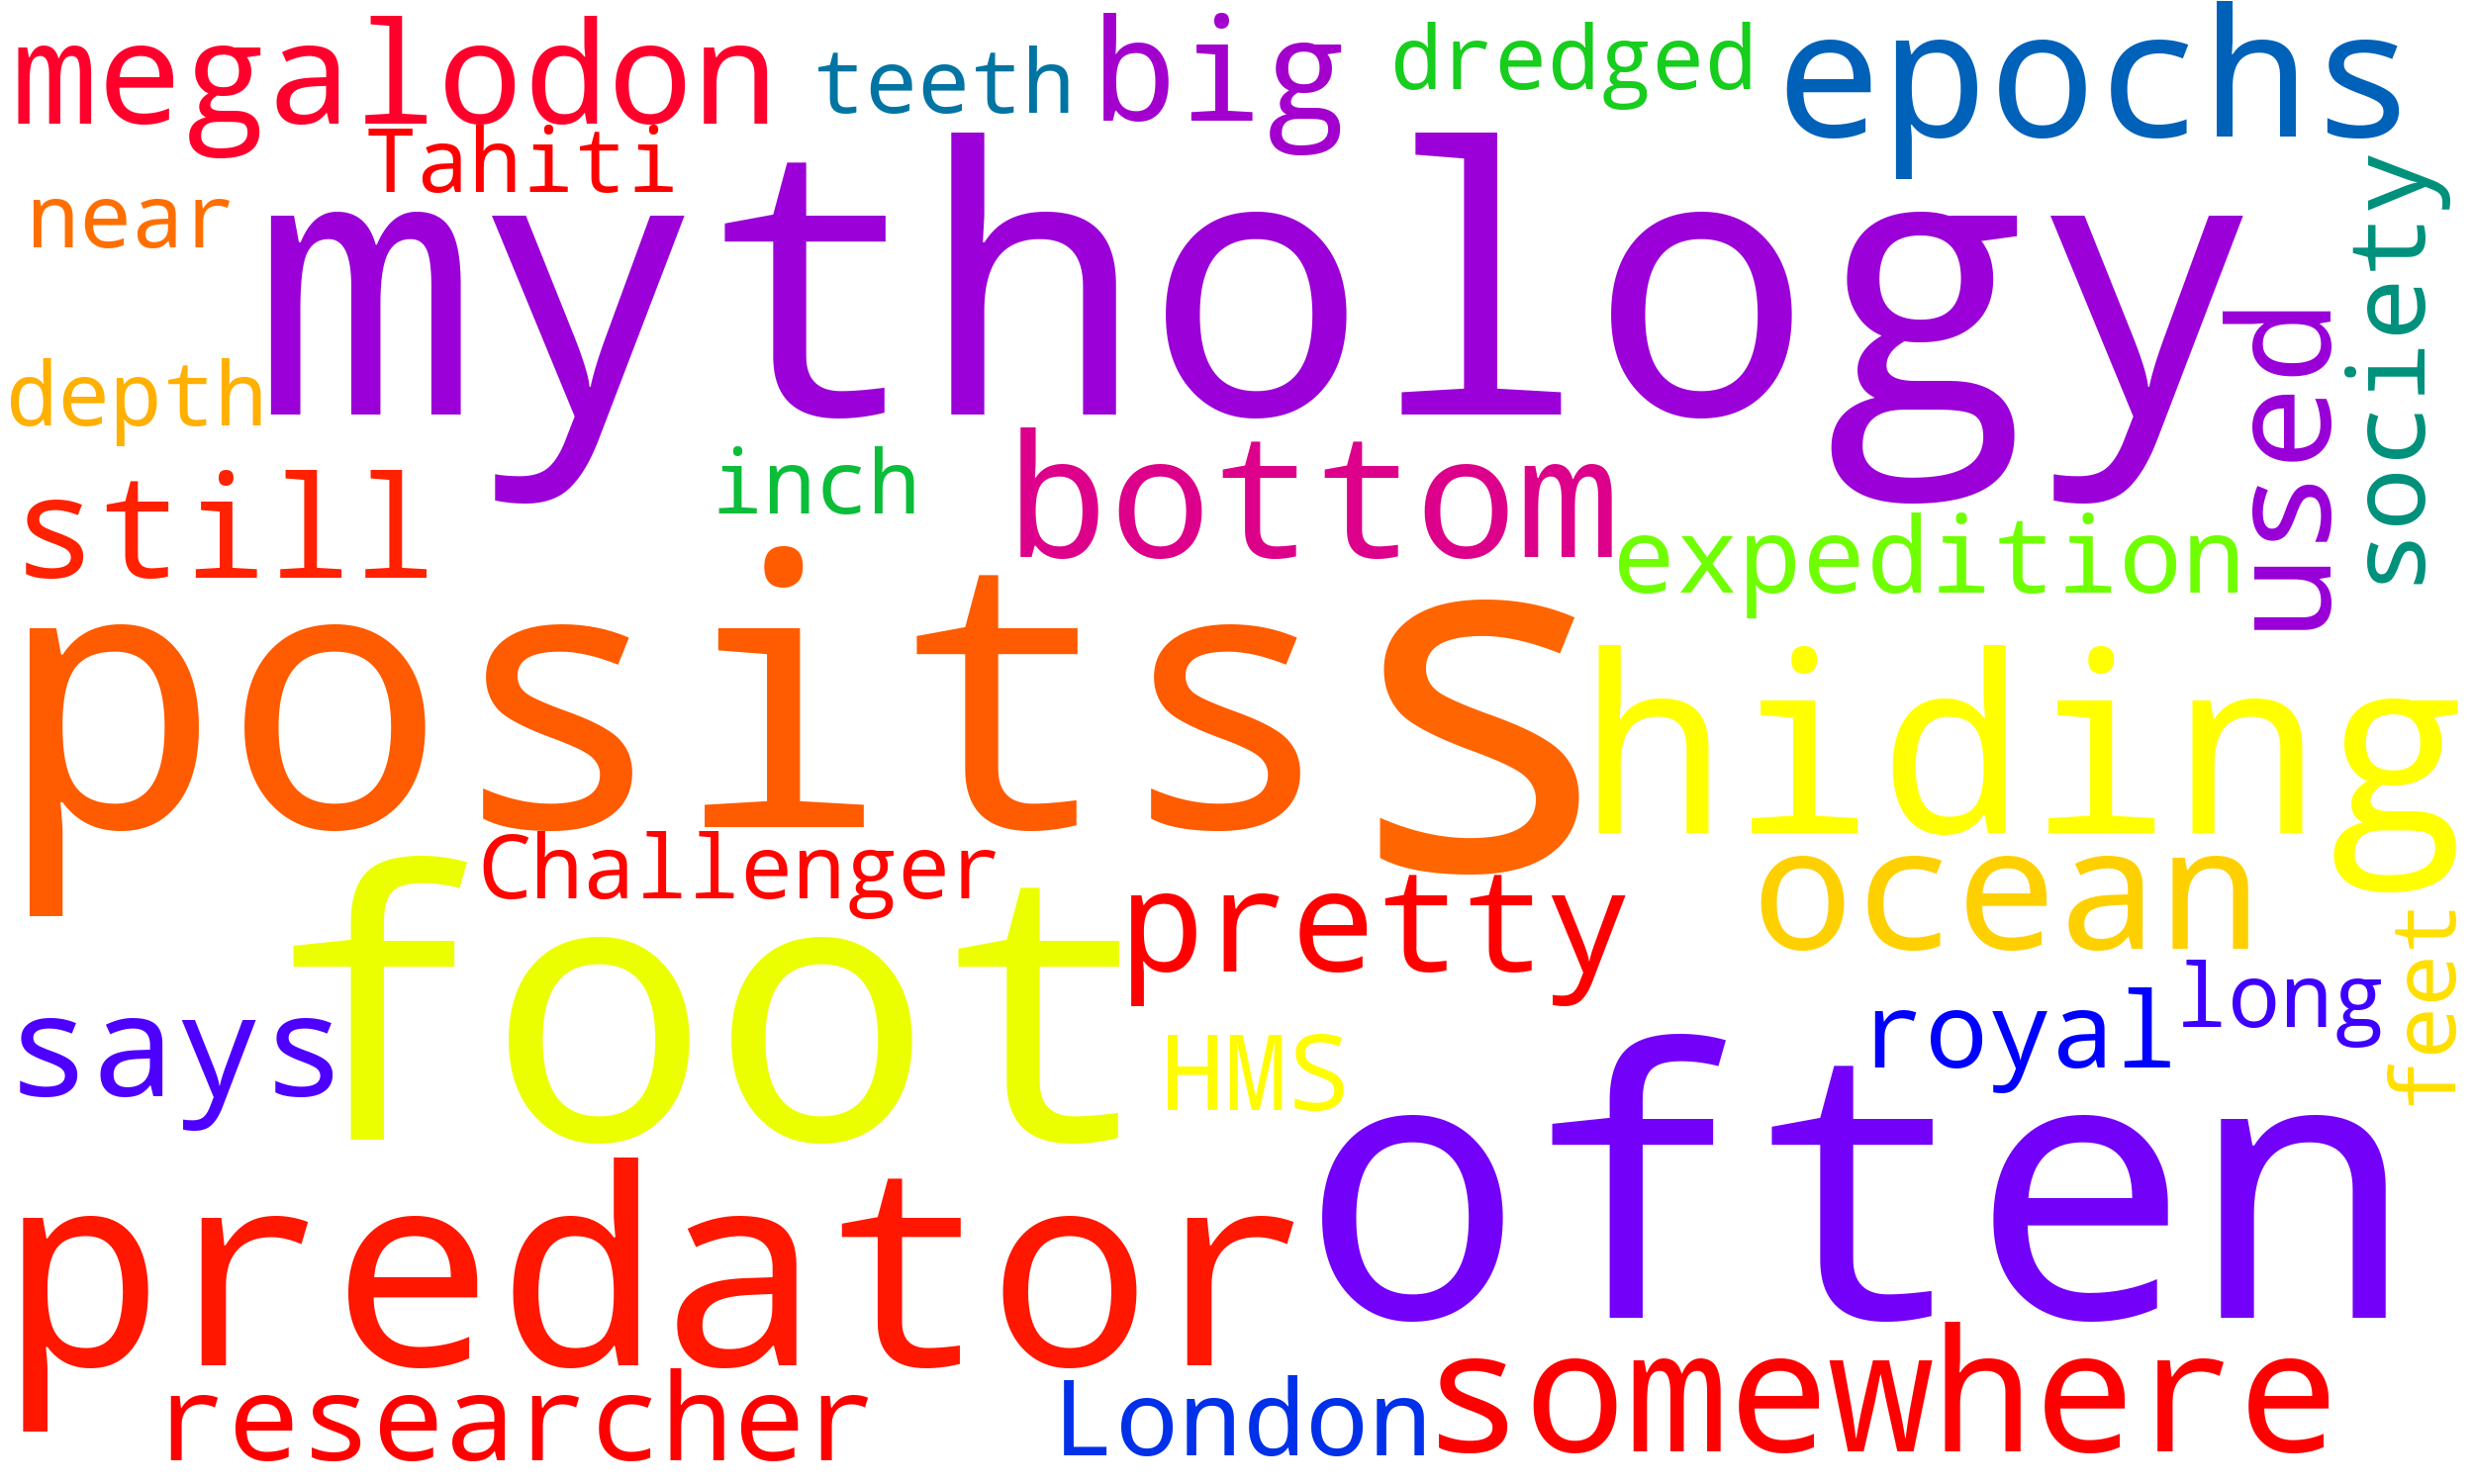 megalodon
teeth
big
dredged
epochs
Tahiti
near
mythology
society
used
depth
still
inch
bottom
expedition
posits
S
hiding
Challenger
foot
pretty
ocean
says
HMS
royal
long
feet
often
predator
researcher
London
somewhere